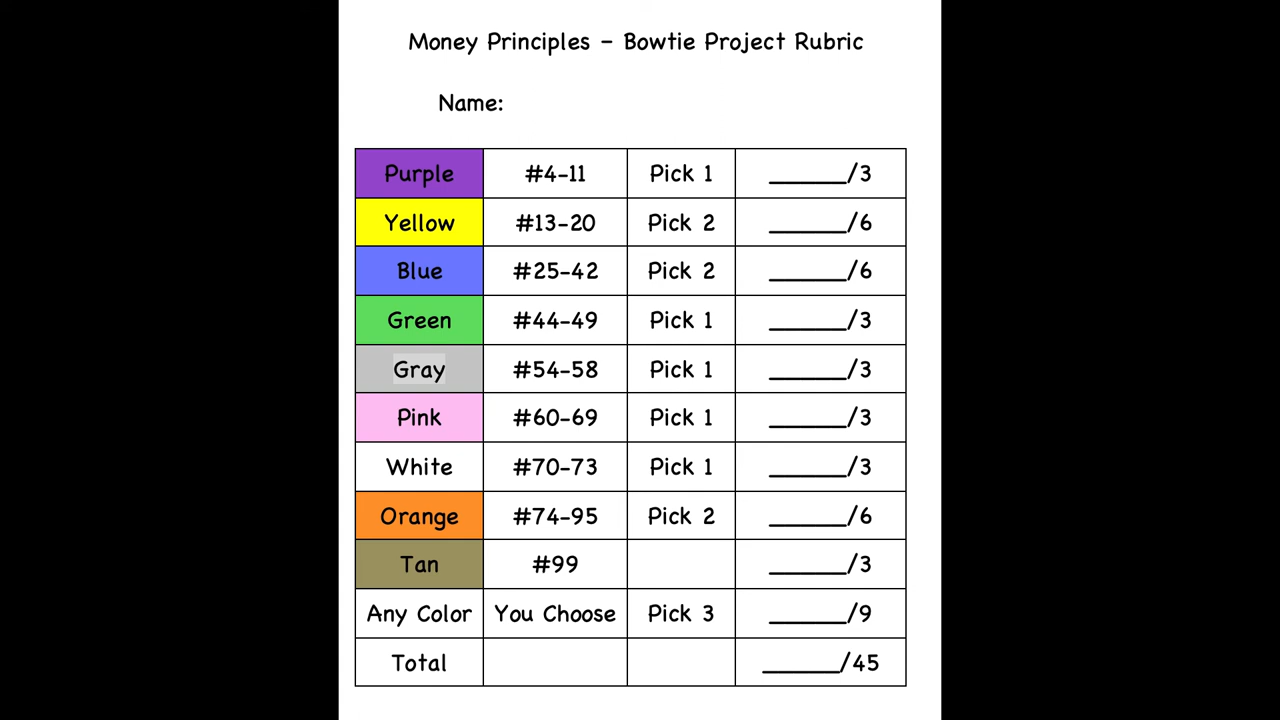 Money Principles – Bowtie Project Rubric
Name:
Purple #4-11 Pick 1 ______/3
Yellow #13-20 Pick 2 ______/6
Blue #25-42 Pick 2 ______/6
Green #44-49 Pick 1 ______/3
Gray #54-58 Pick 1 ______/3
Pink #60-69 Pick 1 ______/3
White #70-73 Pick 1 ______/3
Orange #74-95 Pick 2 ______/6
Tan #99 ______/3
Any Color You Choose Pick 3 ______/9
Total ______/45